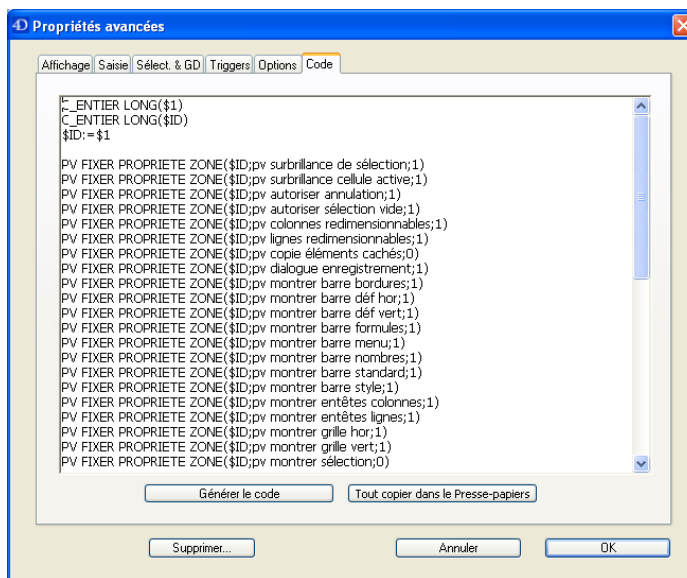 4D Propriétés avancées
Affichage Saisie Sélect. & GD Triggers Options Code
C_ENTIER LONG($1)
C_ENTIER LONG($ID)
$ID:=$1
PV FIXER PROPRIETE ZONE($ID;pv surbrillance de sélection;1)
PV FIXER PROPRIETE ZONE($ID;pv surbrillance cellule active;1)
PV FIXER PROPRIETE ZONE($ID;pv autoriser annulation;1)
PV FIXER PROPRIETE ZONE($ID;pv autoriser sélection vide;1)
PV FIXER PROPRIETE ZONE($ID;pv colonnes redimensionnables;1)
PV FIXER PROPRIETE ZONE($ID;pv lignes redimensionnables;1)
PV FIXER PROPRIETE ZONE($ID;pv copie éléments cachés;0)
PV FIXER PROPRIETE ZONE($ID;pv dialogue enregistrement;1)
PV FIXER PROPRIETE ZONE($ID;pv montrer barre bordures;1)
PV FIXER PROPRIETE ZONE($ID;pv montrer barre déf hor;1)
PV FIXER PROPRIETE ZONE($ID;pv montrer barre déf vert;1)
PV FIXER PROPRIETE ZONE($ID;pv montrer barre formules;1)
PV FIXER PROPRIETE ZONE($ID;pv montrer barre menu;1)
PV FIXER PROPRIETE ZONE($ID;pv montrer barre nombres;1)
PV FIXER PROPRIETE ZONE($ID;pv montrer barre standard;1)
PV FIXER PROPRIETE ZONE($ID;pv montrer barre style;1)
PV FIXER PROPRIETE ZONE($ID;pv montrer entêtes colonnes;1)
PV FIXER PROPRIETE ZONE($ID;pv montrer entêtes lignes;1)
PV FIXER PROPRIETE ZONE($ID;pv montrer grille hor;1)
PV FIXER PROPRIETE ZONE($ID;pv montrer grille vert;1)
PV FIXER PROPRIETE ZONE($ID;pv montrer sélection;0)
Générer le code Tout copier dans le Presse-papiers
Supprimer... Annuler OK